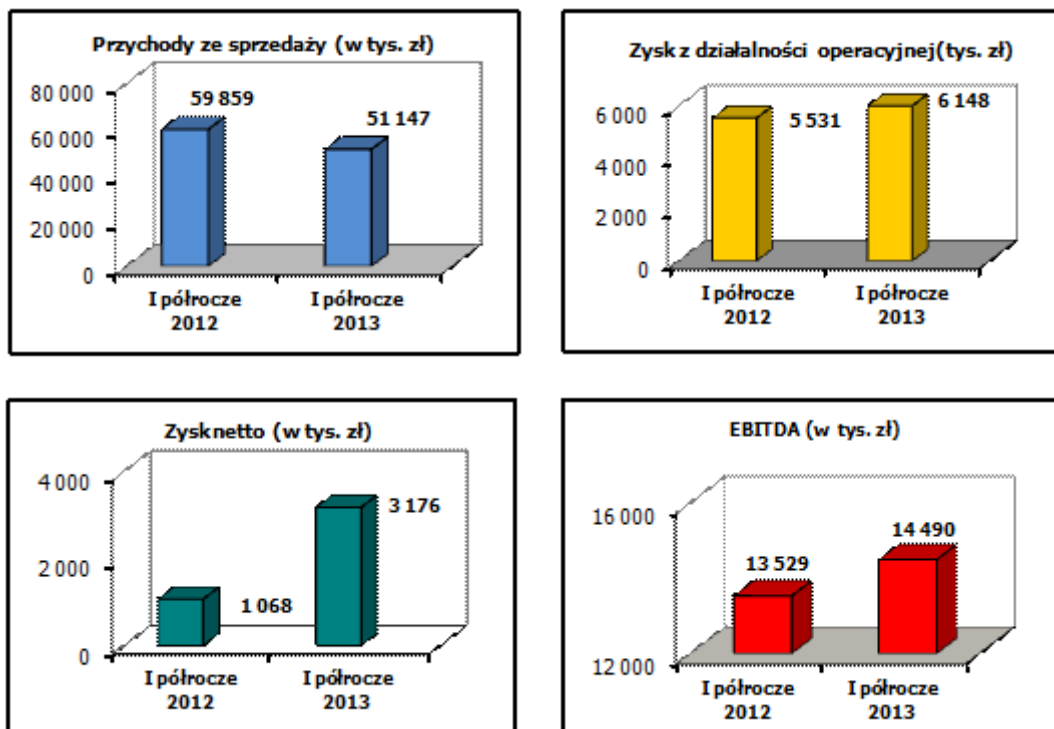 Przychody ze sprzedaży (w tys. zł)
80 000
60 000
40 000
20 000
0
59 859
51 147
I półrocze
2012
I półrocze
2013
Zysk z działalności operacyjnej(tys. zł)
6 000
4 000
2 000
0
5 531
6 148
I półrocze
2012
I półrocze
2013
Zysknetto (w tys. zł)
4 000
2 000
0
1 068
3 176
I półrocze
2012
I półrocze
2013
EBITDA (w tys. zł)
16 000
12 000
13 529
14 490
I półrocze
2012
I półrocze
2013